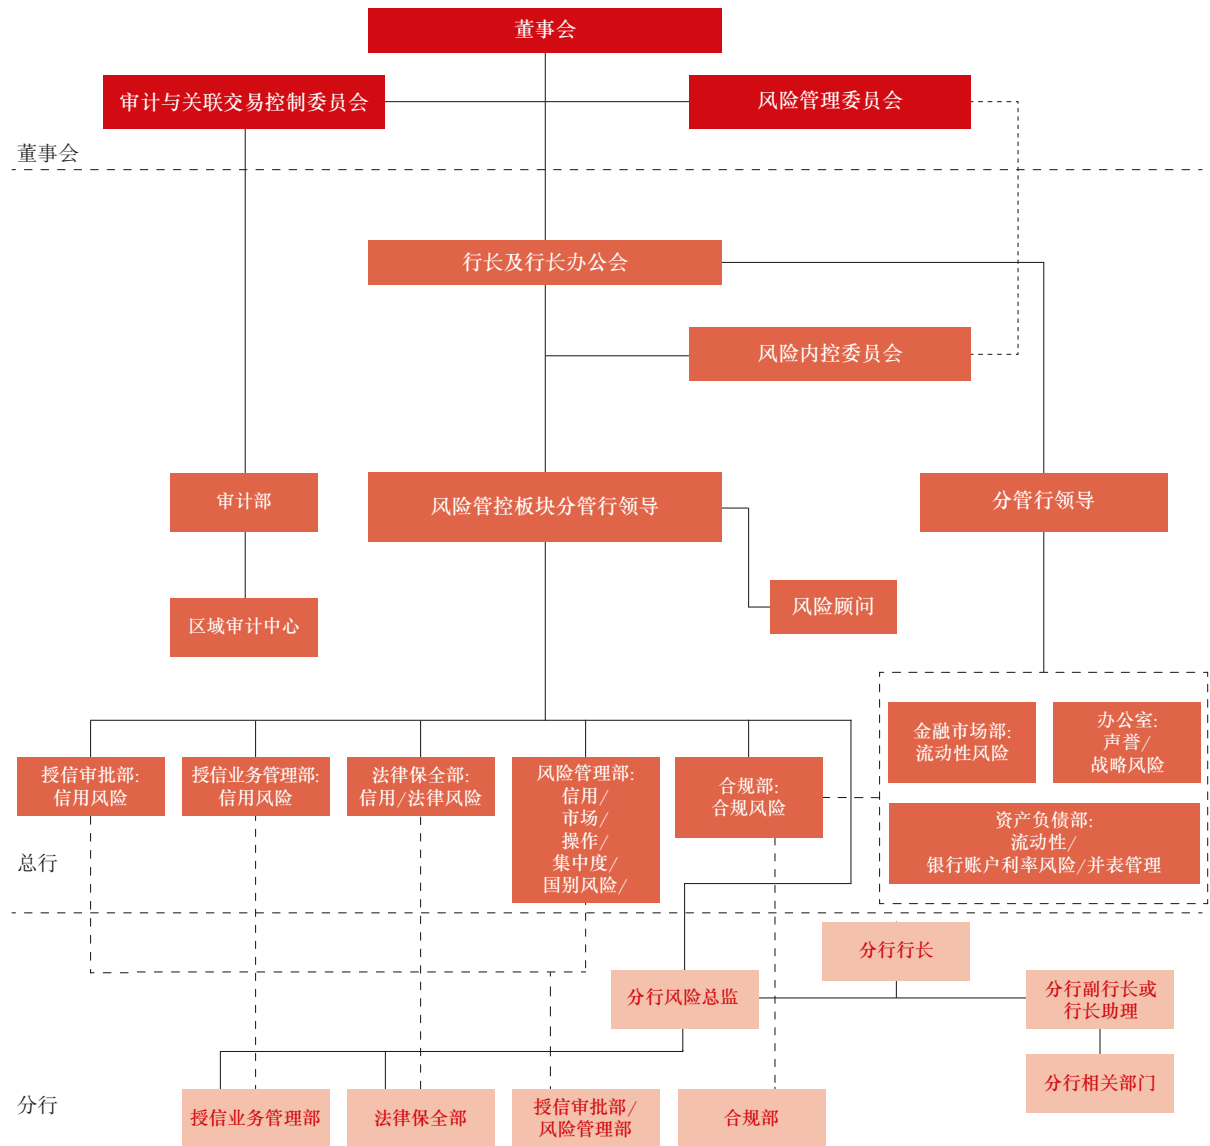 董事会
审计与关联交易控制委员会
风险管理委员会
董事会
行长及行长办公会
风险内控委员会
审计部
风险管控板块分管行领导
分管行领导
风险顾问
区域审计中心
授信审批部:
信用风险
授信业务管理部:
信用风险
法律保全部:
信用/法律风险
风险管理部:
信用/
市场/
操作/
集中度/
国别风险/
合规部:
合规风险
金融市场部:
流动性风险
办公室:
声誉/
战略风险
资产负债部:
流动性/
银行账户利率风险/并表管理
总行
分行行长
分行风险总监
分行副行长或
行长助理
分行相关部门
分行
授信业务管理部
法律保全部
授信审批部/
风险管理部
合规部